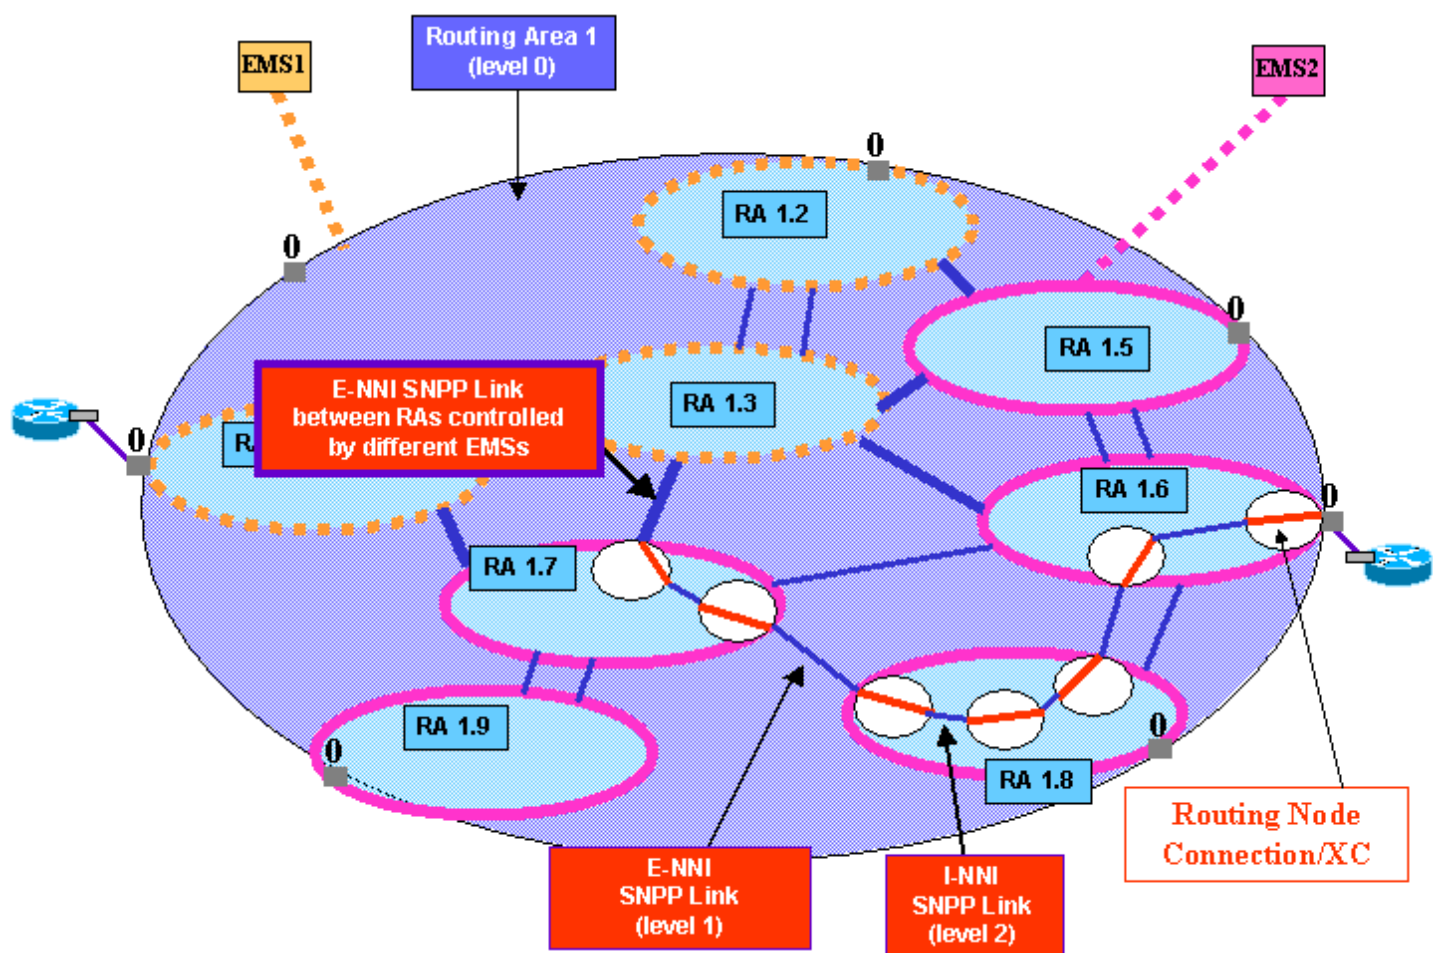 Routing Area 1
(level 0)
EMS1
EMS2
0
0
0
0
0
0
0
RA 1.2
RA 1.5
RA 1.3
E-NNI SNPP Link
between RAs controlled
by different EMSs
RA 1.6
RA 1.7
RA 1.9
RA 1.8
Routing Node
Connection/XC
E-NNI
SNPP Link
(level 1)
I-NNI
SNPP Link
(level 2)